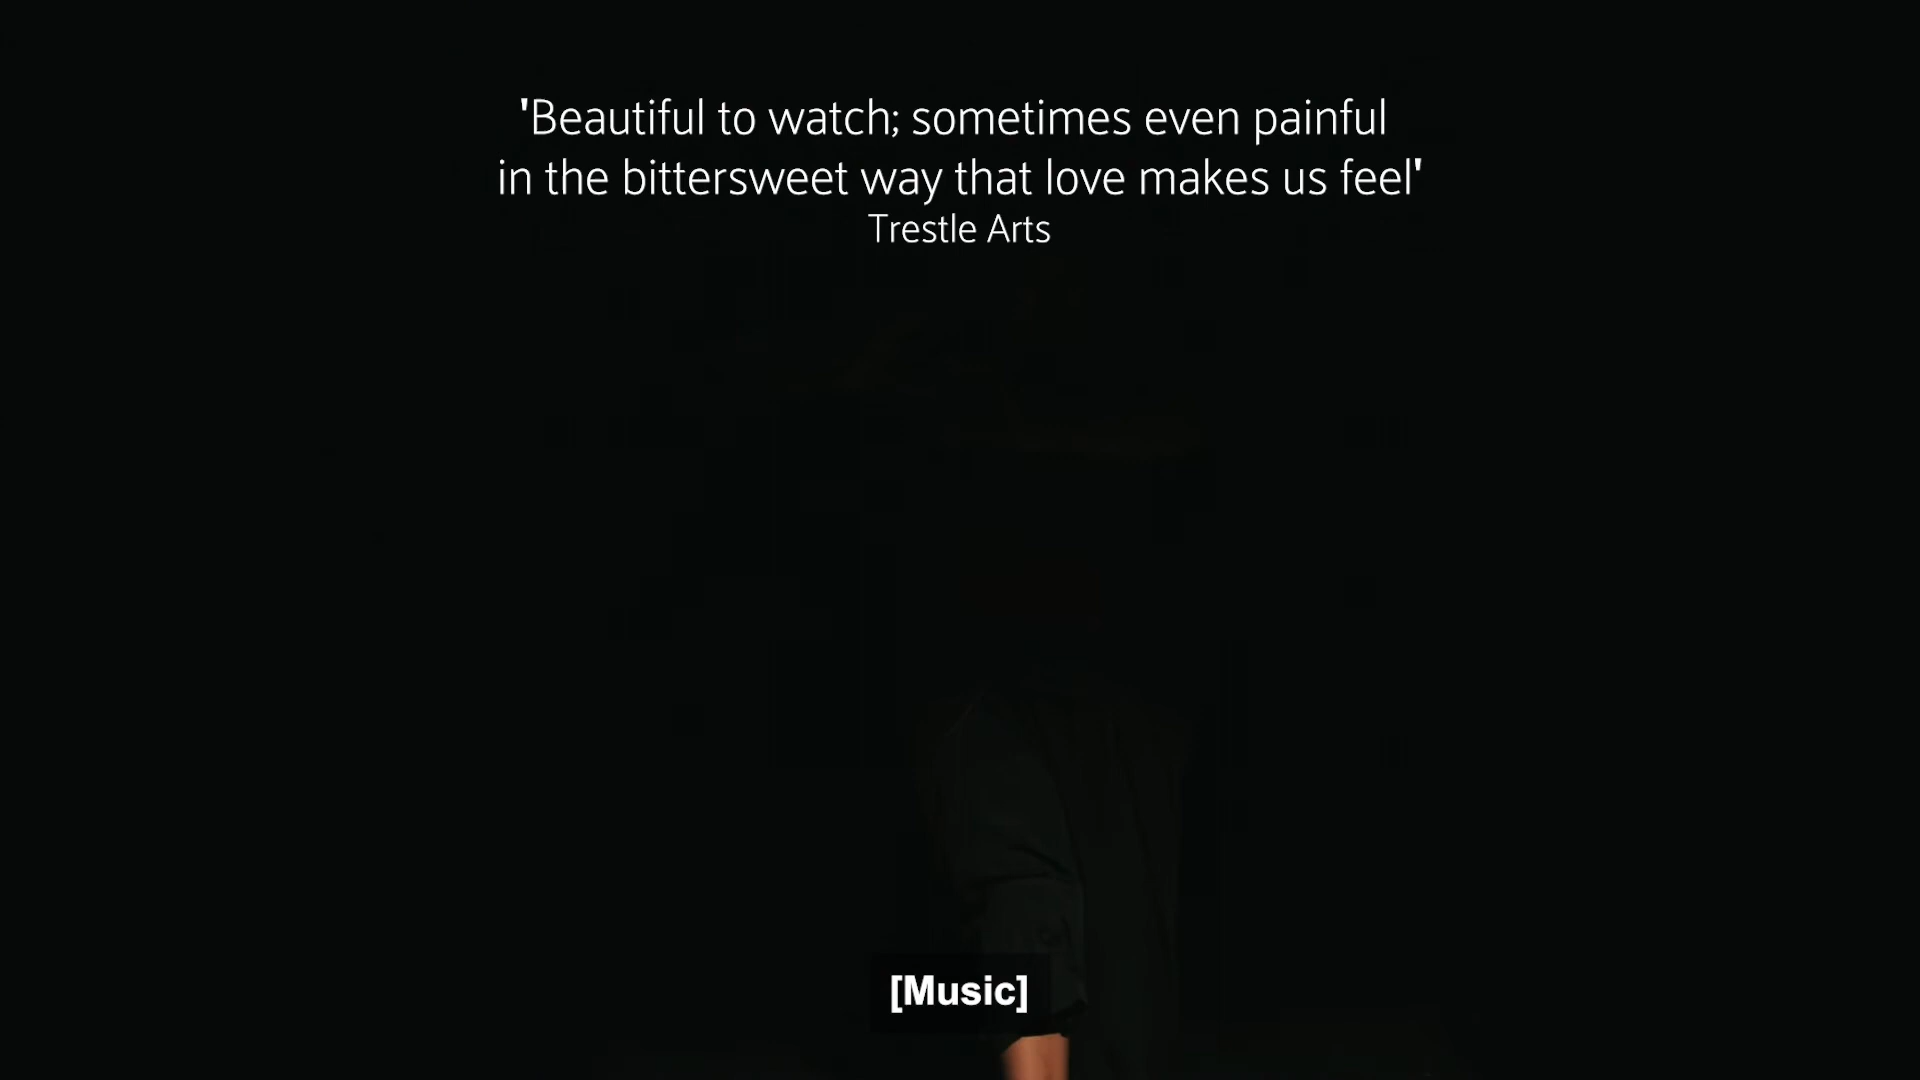 'Beautiful to watch; sometimes even painful
in the bittersweet way that love makes us feel'
Trestle Arts
[Music]